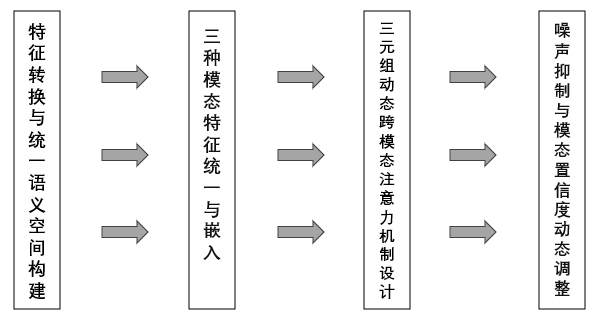 特征转换与统一语义空间构建
三种模态特征统一与嵌入
三元组动态跨模态注意力机制设计
噪声抑制与模态置信度动态调整